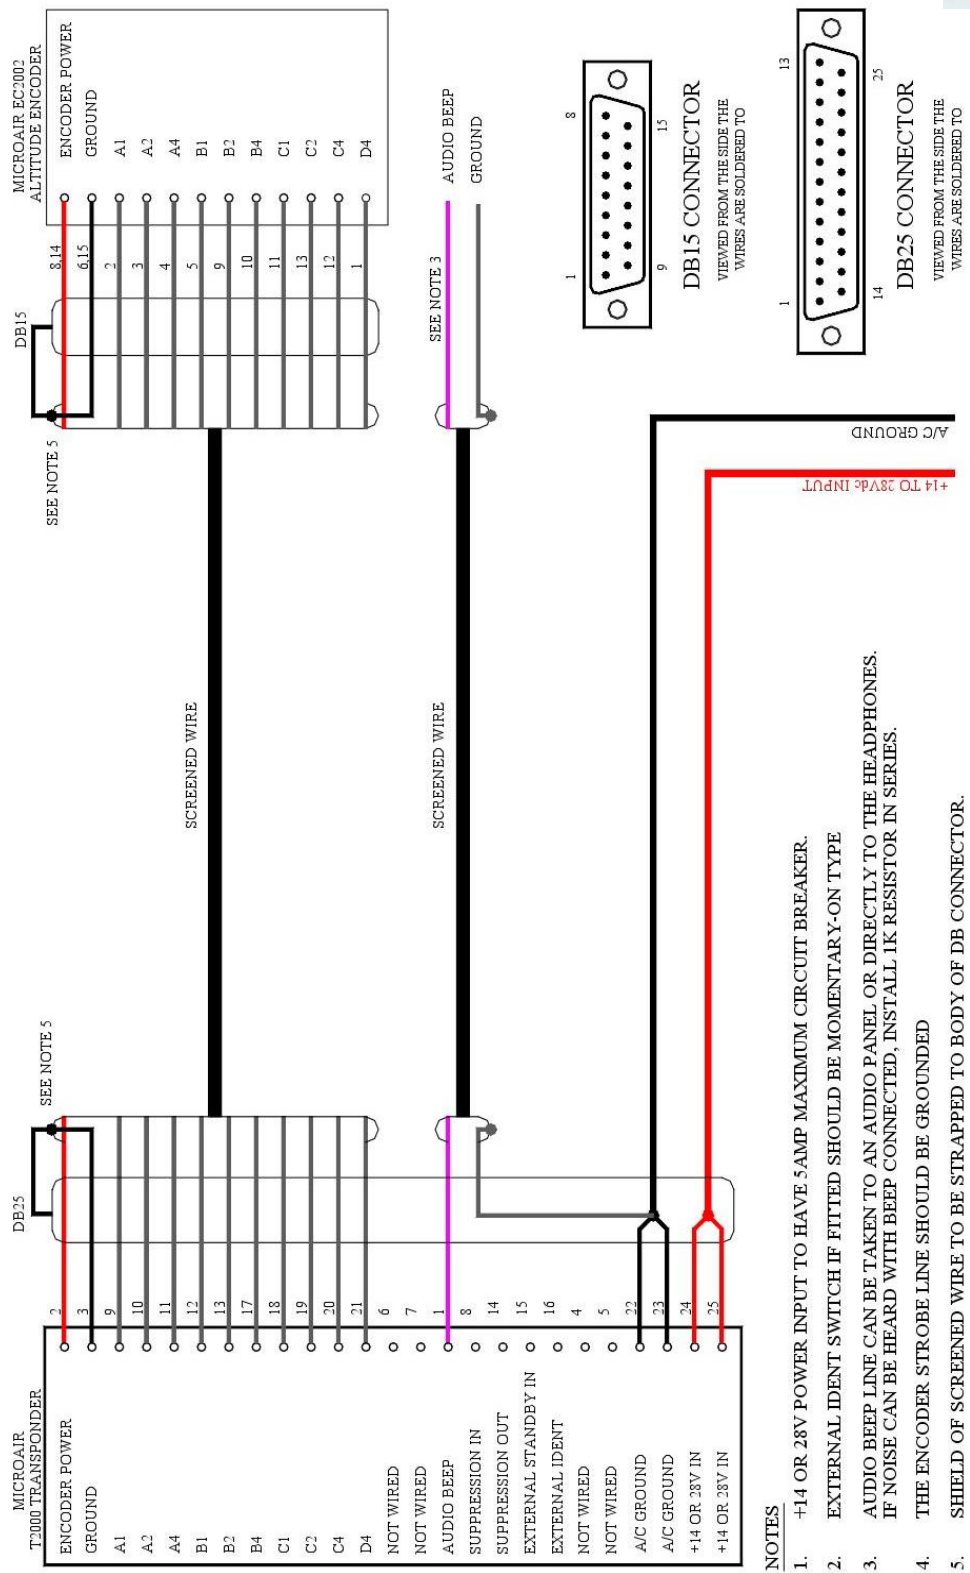 MICROAIR
T2000 TRANSPONDER
ENCODER POWER
GROUND
A1
A2
A4
B1
B2
B4
C1
C2
C4
D4
NOT WIRED
NOT WIRED
AUDIO BEEP
SUPPRESSION IN
SUPPRESSION OUT
EXTERNAL STANDBY IN
EXTERNAL IDENT
NOT WIRED
NOT WIRED
A/C GROUND
A/C GROUND
+14 OR 28V IN
+14 OR 28V IN
2
3
9
10
11
12
13
17
18
19
20
21
6
7
1
8
14
15
16
4
5
22
23
24
25
DB25
SEE NOTE 5
SCREENED WIRE
SCREENED WIRE
SEE NOTE 5
DB15
8,14
6,15
2
3
4
5
9
10
11
13
12
1
SEE NOTE 3
MICROAIR EC2002
ALTITUDE ENCODER
ENCODER POWER
GROUND
A1
A2
A4
B1
B2
B4
C1
C2
C4
D4
AUDIO BEEP
GROUND
1
8
9
15
DB15 CONNECTOR
VIEWED FROM THE SIDE THE
WIRES ARE SOLDERED TO
1
13
14
25
DB25 CONNECTOR
VIEWED FROM THE SIDE THE
WIRES ARE SOLDERED TO
A/C GROUND
+14 TO 28Vdc INPUT
NOTES
1. +14 OR 28V POWER INPUT TO HAVE 5AMP MAXIMUM CIRCUIT BREAKER.
2. EXTERNAL IDENT SWITCH IF FITTED SHOULD BE MOMENTARY-ON TYPE
3. AUDIO BEEP LINE CAN BE TAKEN TO AN AUDIO PANEL OR DIRECTLY TO THE HEADPHONES.
IF NOISE CAN BE HEARD WITH BEEP CONNECTED, INSTALL 1K RESISTOR IN SERIES.
4. THE ENCODER STROBE LINE SHOULD BE GROUNDED
5. SHIELD OF SCREENED WIRE TO BE STRAPPED TO BODY OF DB CONNECTOR.